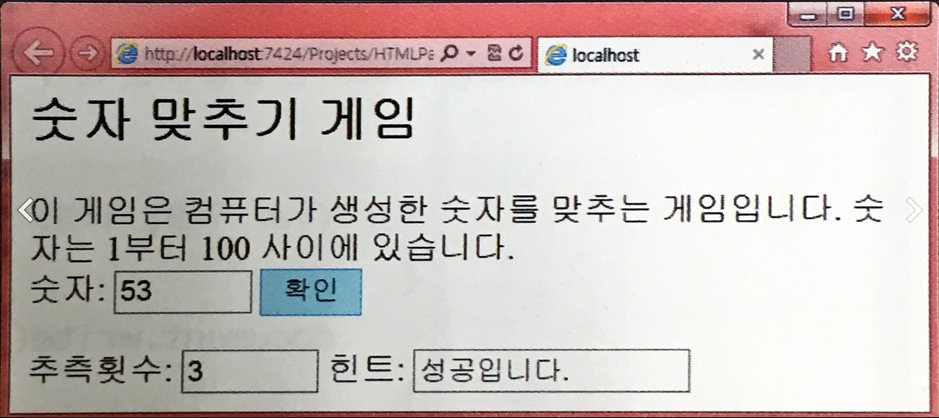 http://localhost:7424/Projects/HTMLPa
localhost
숫자 맞추기 게임
이 게임은 컴퓨터가 생성한 숫자를 맞추는 게임입니다. 숫
자는 1부터 100 사이에 있습니다.
숫자: 53 확인
추측횟수: 3 힌트: 성공입니다.